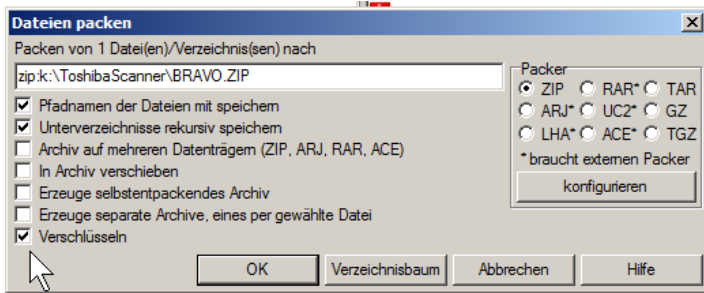 Dateien packen
Packen von 1 Datei(en)/Verzeichnis(sen) nach
zip:k:\ToshibaScanner\BRAVO.ZIP
Pfadnamen der Dateien mit speichern
Unterverzeichnisse rekursiv speichern
Archiv auf mehreren Datenträgern (ZIP, ARJ, RAR, ACE)
In Archiv verschieben
Erzeuge selbstentpackendes Archiv
Erzeuge separate Archive, eines per gewählte Datei
Verschlüsseln
Packer
ZIP RAR* TAR
ARJ* UC2* GZ
LHA* ACE* TGZ
* braucht externen Packer
konfigurieren
OK Verzeichnisbaum Abbrechen Hilfe